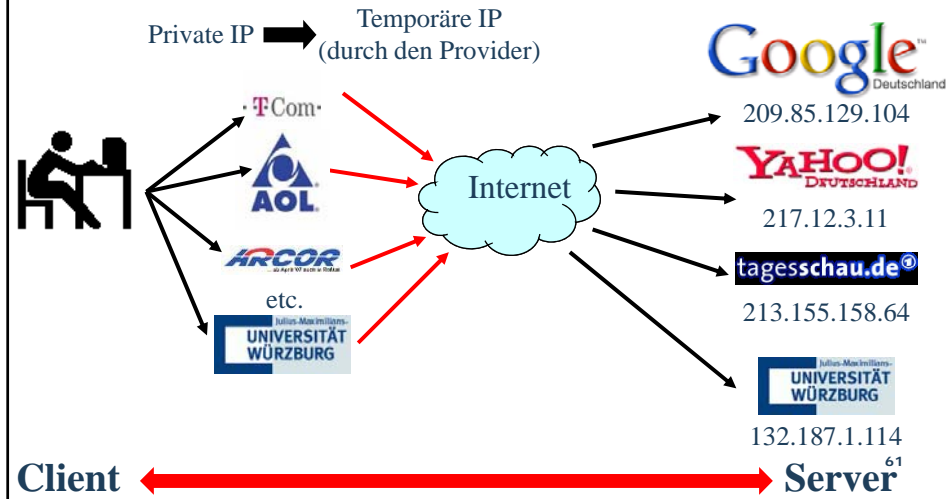 Private IP
Temporäre IP
(durch den Provider)
·T·Com·
AOL
ARCOR
etc.
Julius-Maximilians-
UNIVERSITÄT
WÜRZBURG
Internet
Google™
Deutschland
209.85.129.104
YAHOO!
DEUTSCHLAND
217.12.3.11
tagesschau.de
213.155.158.64
Julius-Maximilians-
UNIVERSITÄT
WÜRZBURG
132.187.1.114
Client
Server
61